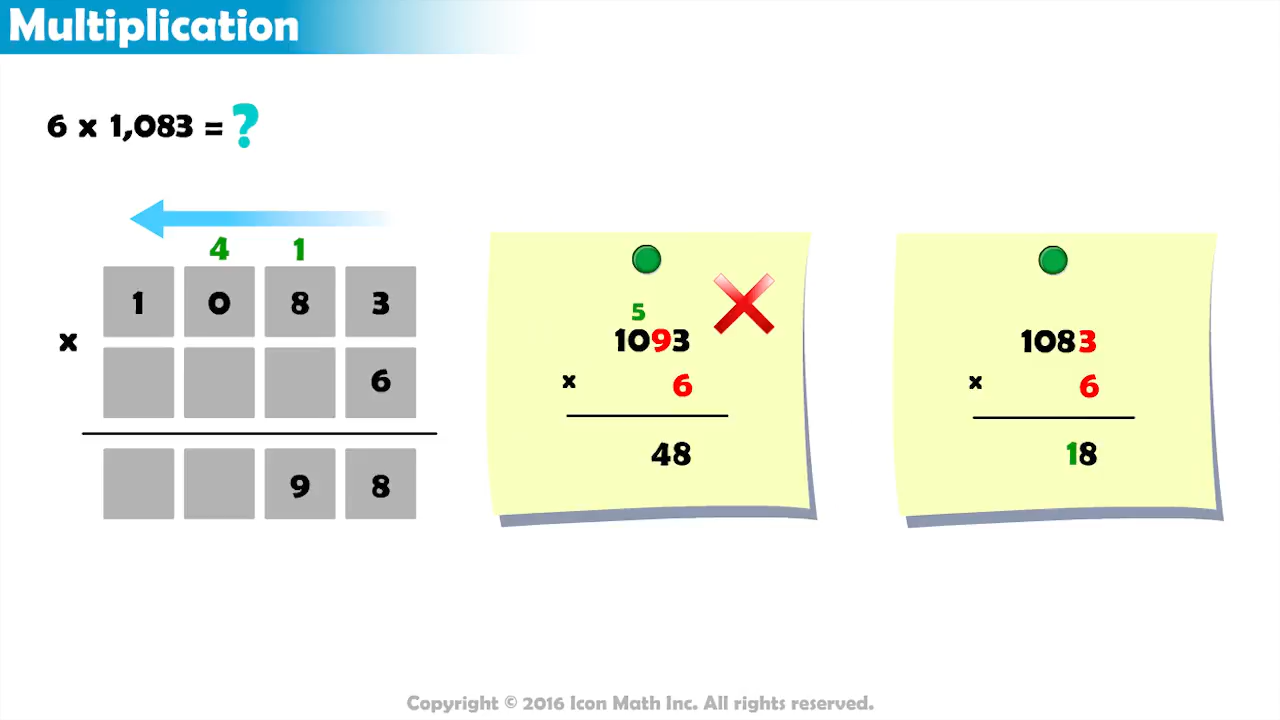 Multiplication
6 x 1,083 = ?
4 1
1 0 8 3
x
6
9 8
5
1093
x 6
48
1083
x 6
18
Copyright © 2016 Icon Math Inc. All rights reserved.